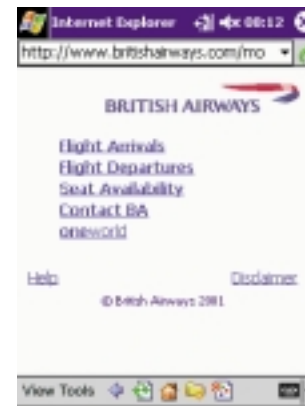 Internet Explorer 08:12
http://www.britishairways.com/mo
BRITISH AIRWAYS
Flight Arrivals
Flight Departures
Seat Availability
Contact BA
oneworld
Help Disclaimer
© British Airways 2001
View Tools